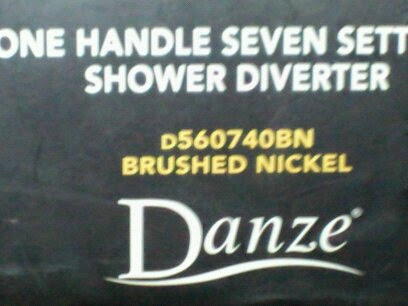 ONE HANDLE SEVEN SETT
SHOWER DIVERTER
D560740BN
BRUSHED NICKEL
Danze®